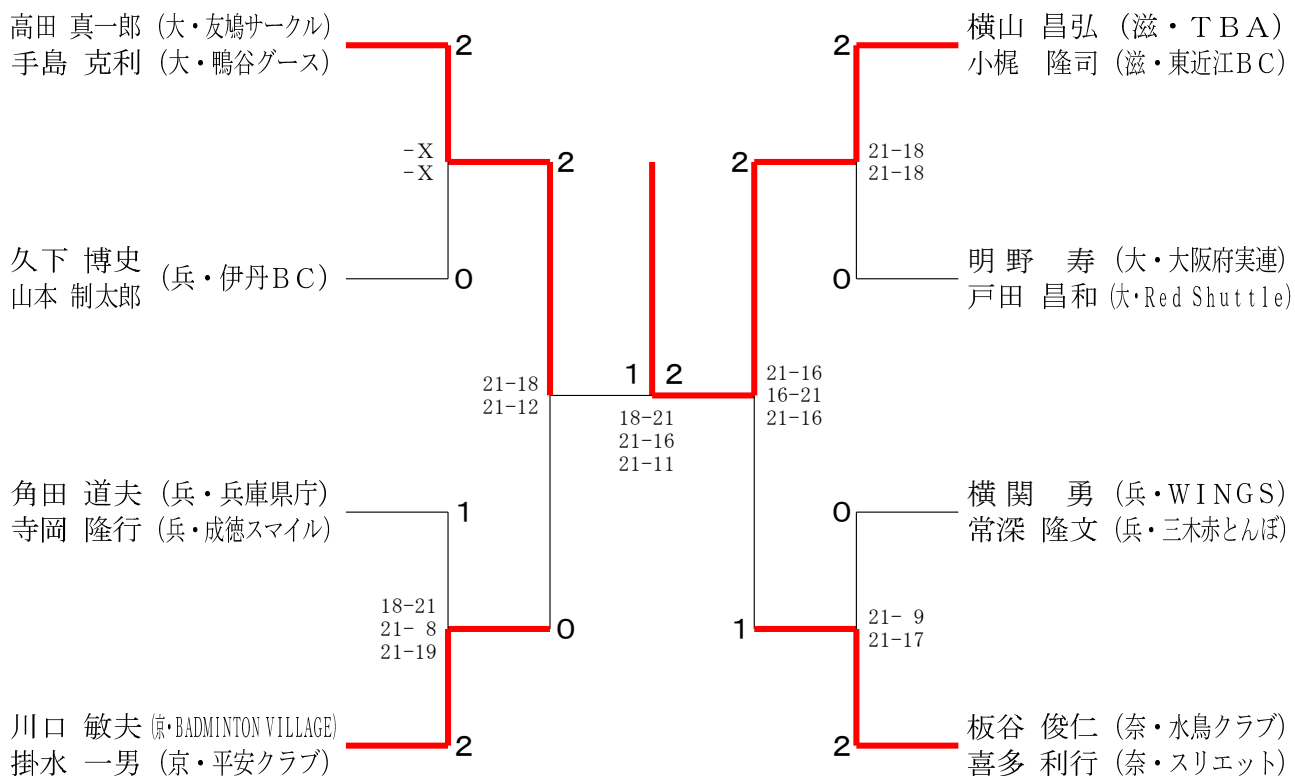 高田 真一郎 (大・友鳩サークル)
手島 克利 (大・鴨谷グース)
2
-X
-X
2
久下 博史
山本 制太郎
(兵・伊丹BC)
0
21-18
21-12
角田 道夫 (兵・兵庫県庁)
寺岡 隆行 (兵・成徳スマイル)
1
18-21
21- 8
21-19
0
川口 敏夫 (京・BADMINTON VILLAGE)
掛水 一男 (京・平安クラブ)
2
1 2
18-21
21-16
21-11
横山 昌弘 (滋・TBA)
小梶 隆司 (滋・東近江BC)
2
21-18
21-18
2
明野 寿 (大・大阪府実連)
戸田 昌和 (大・Red Shuttle)
0
21-16
16-21
21-16
横関 勇 (兵・WINGS)
常深 隆文 (兵・三木赤とんぼ)
0
21- 9
21-17
1
板谷 俊仁 (奈・水鳥クラブ)
喜多 利行 (奈・スリエット)
2